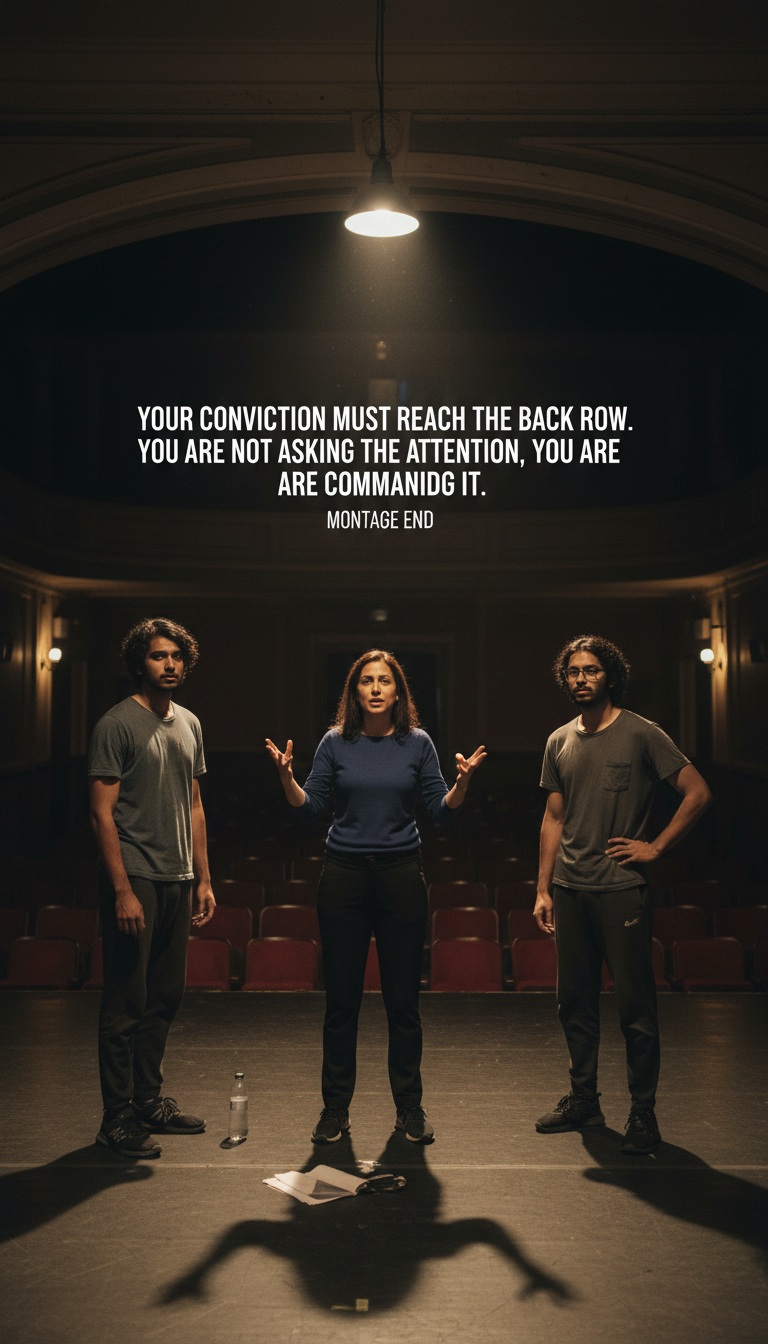 YOUR CONVICTION MUST REACH THE BACK ROW.
YOU ARE NOT ASKING THE ATTENTION, YOU ARE
ARE COMMANIDG IT.
MONTAGE END